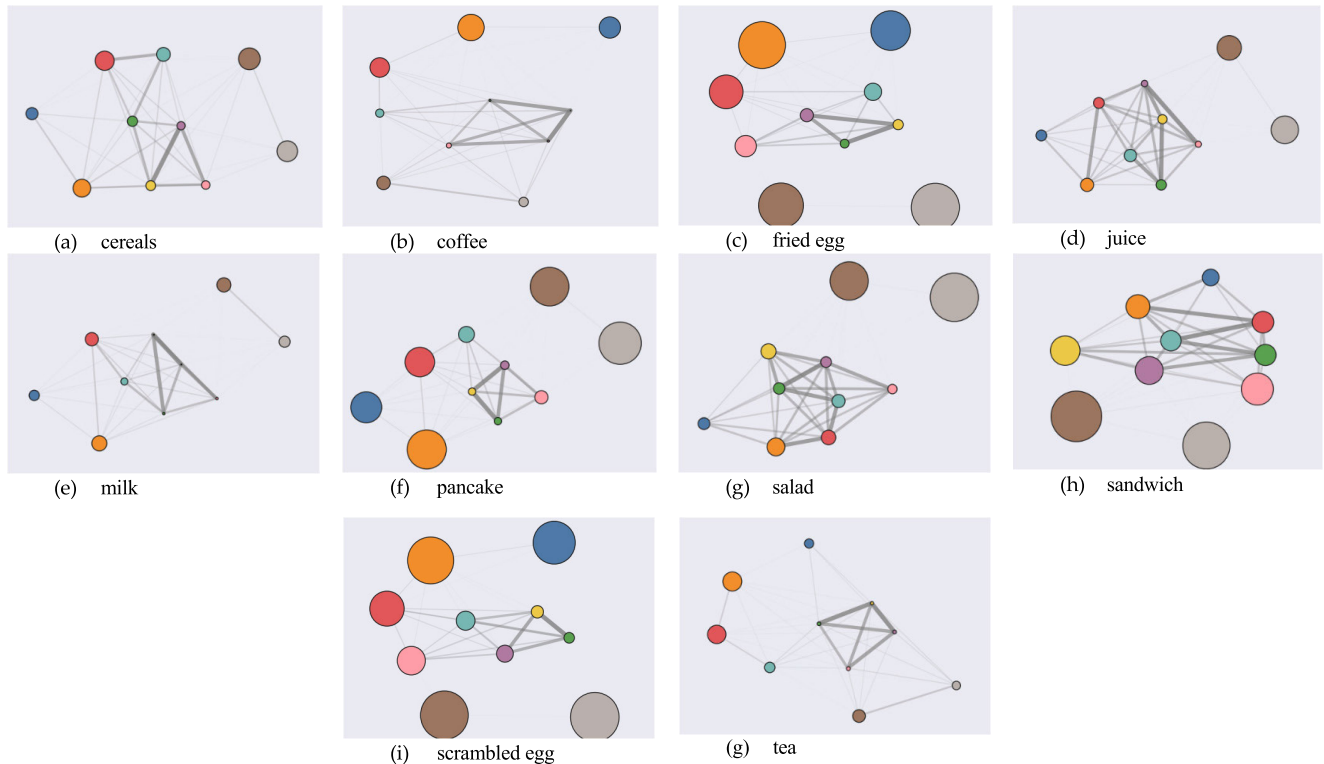 (a) cereals
(b) coffee
(c) fried egg
(d) juice
(e) milk
(f) pancake
(g) salad
(h) sandwich
(i) scrambled egg
(g) tea